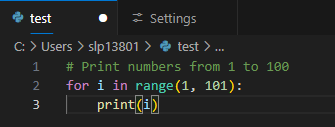 test
Settings
C: > Users > slp13801 > test > ...
1 # Print numbers from 1 to 100
2 for i in range(1, 101):
3     print(i)